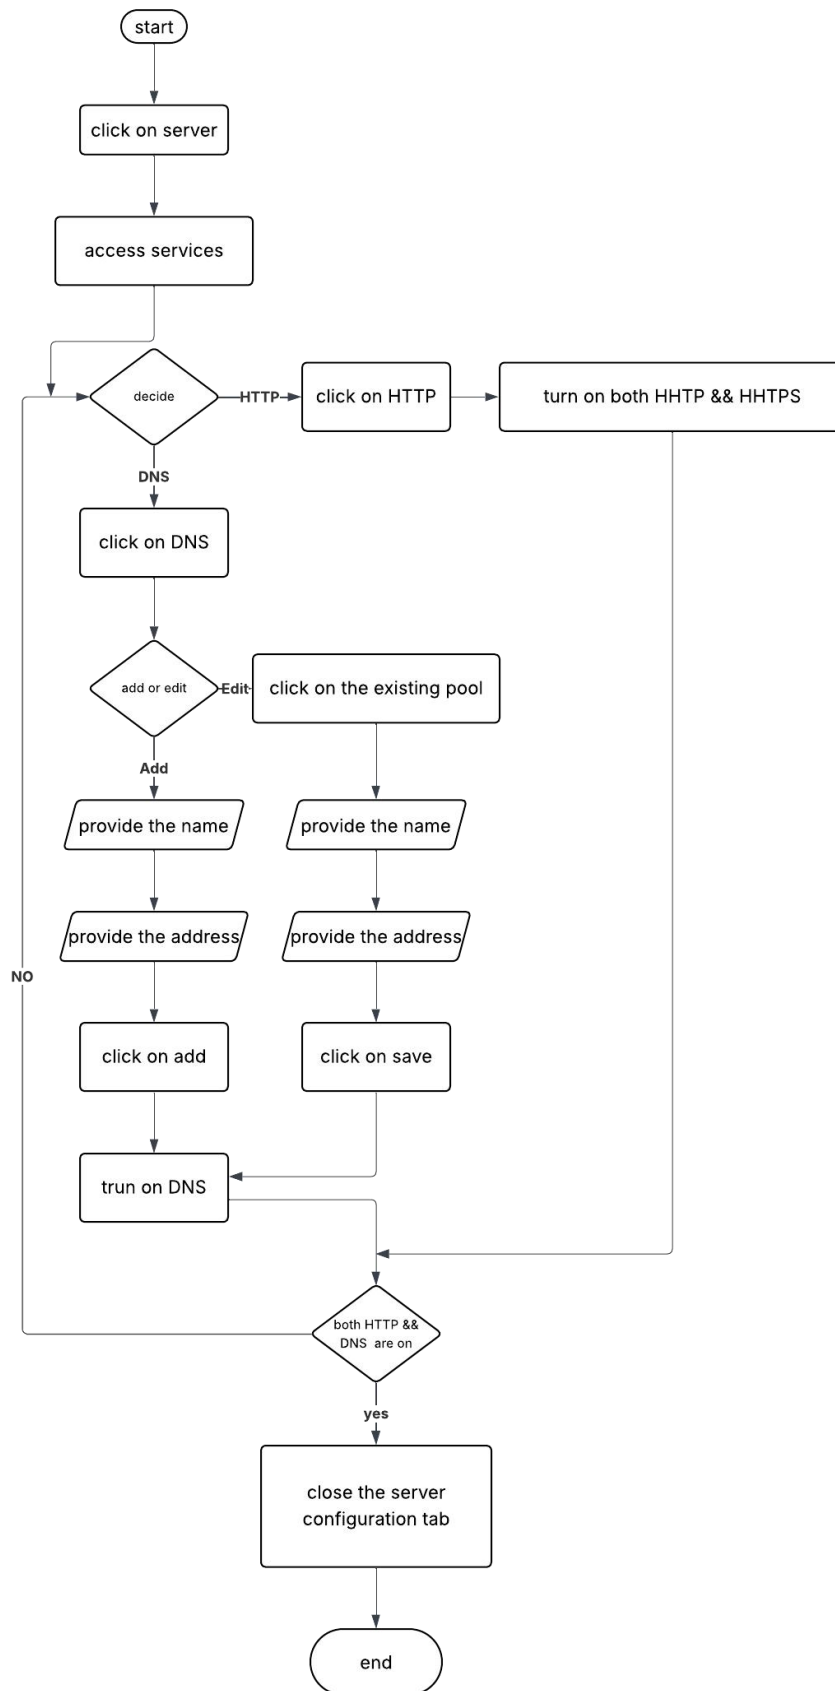 start
click on server
access services
decide
HTTP
click on HTTP
turn on both HHTP && HHTPS
DNS
click on DNS
add or edit
Edit
click on the existing pool
Add
provide the name
provide the name
provide the address
provide the address
NO
click on add
click on save
trun on DNS
both HTTP &&
DNS are on
yes
close the server
configuration tab
end